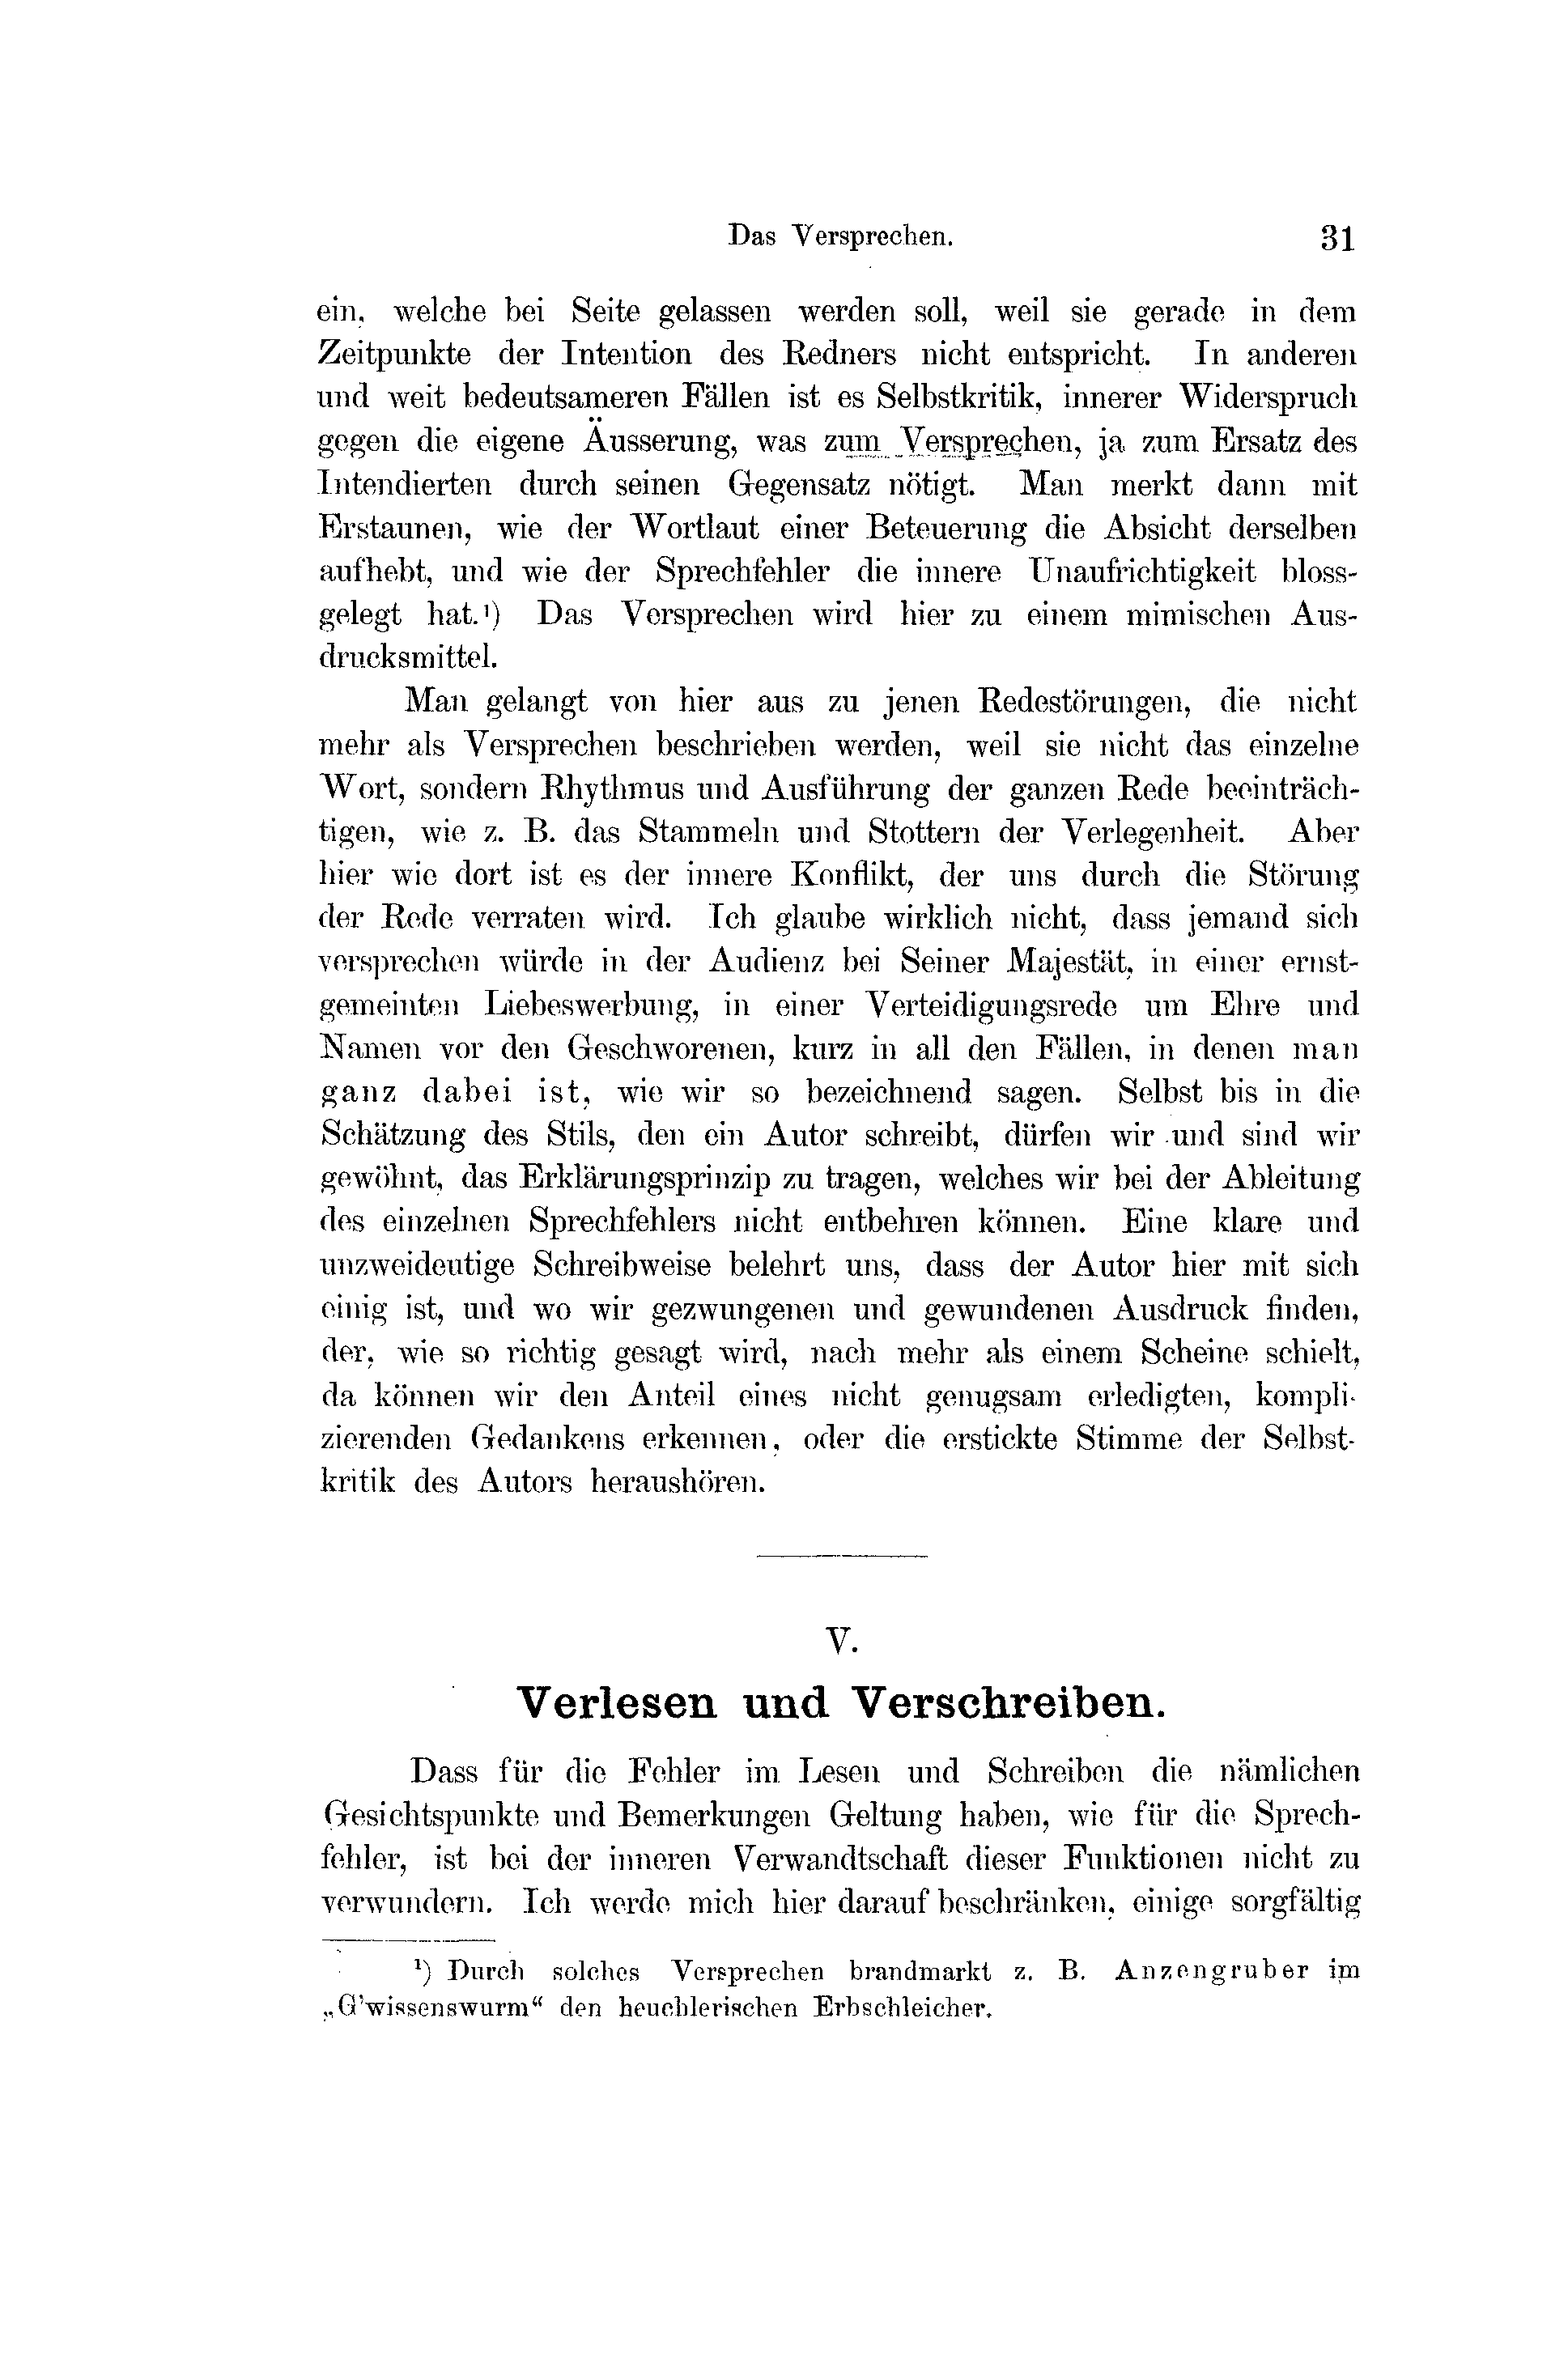 Das Versprechen. 31
ein, welche bei Seite gelassen werden soll, weil sie gerade in dem
Zeitpunkte der Intention des Redners nicht entspricht. In anderen
und weit bedeutsameren Fällen ist es Selbstkritik, innerer Widerspruch
gegen die eigene Äusserung, was zum Versprechen, ja zum Ersatz des
Intendierten durch seinen Gegensatz nötigt. Man merkt dann mit
Erstaunen, wie der Wortlaut einer Beteuerung die Absicht derselben
aufhebt, und wie der Sprechfehler die innere Unaufrichtigkeit bloss-
gelegt hat.¹) Das Versprechen wird hier zu einem mimischen Aus-
drucksmittel.
Man gelangt von hier aus zu jenen Redestörungen, die nicht
mehr als Versprechen beschrieben werden, weil sie nicht das einzelne
Wort, sondern Rhythmus und Ausführung der ganzen Rede beeinträch-
tigen, wie z. B. das Stammeln und Stottern der Verlegenheit. Aber
hier wie dort ist es der innere Konflikt, der uns durch die Störung
der Rede verraten wird. Ich glaube wirklich nicht, dass jemand sich
versprechen würde in der Audienz bei Seiner Majestät, in einer ernst-
gemeinten Liebeswerbung, in einer Verteidigungsrede um Ehre und
Namen vor den Geschworenen, kurz in all den Fällen, in denen man
ganz dabei ist, wie wir so bezeichnend sagen. Selbst bis in die
Schätzung des Stils, den ein Autor schreibt, dürfen wir und sind wir
gewöhnt, das Erklärungsprinzip zu tragen, welches wir bei der Ableitung
des einzelnen Sprechfehlers nicht entbehren können. Eine klare und
unzweideutige Schreibweise belehrt uns, dass der Autor hier mit sich
einig ist, und wo wir gezwungenen und gewundenen Ausdruck finden,
der, wie so richtig gesagt wird, nach mehr als einem Scheine schielt,
da können wir den Anteil eines nicht genugsam erledigten, kompli-
zierenden Gedankens erkennen, oder die erstickte Stimme der Selbst-
kritik des Autors heraushören.
V.
Verlesen und Verschreiben.
Dass für die Fehler im Lesen und Schreiben die nämlichen
Gesichtspunkte und Bemerkungen Geltung haben, wie für die Sprech-
fehler, ist bei der inneren Verwandtschaft dieser Funktionen nicht zu
verwundern. Ich werde mich hier darauf beschränken, einige sorgfältig
¹) Durch solches Versprechen brandmarkt z. B. Anzengruber im
„G'wissenswurm“ den heuchlerischen Erbschleicher.